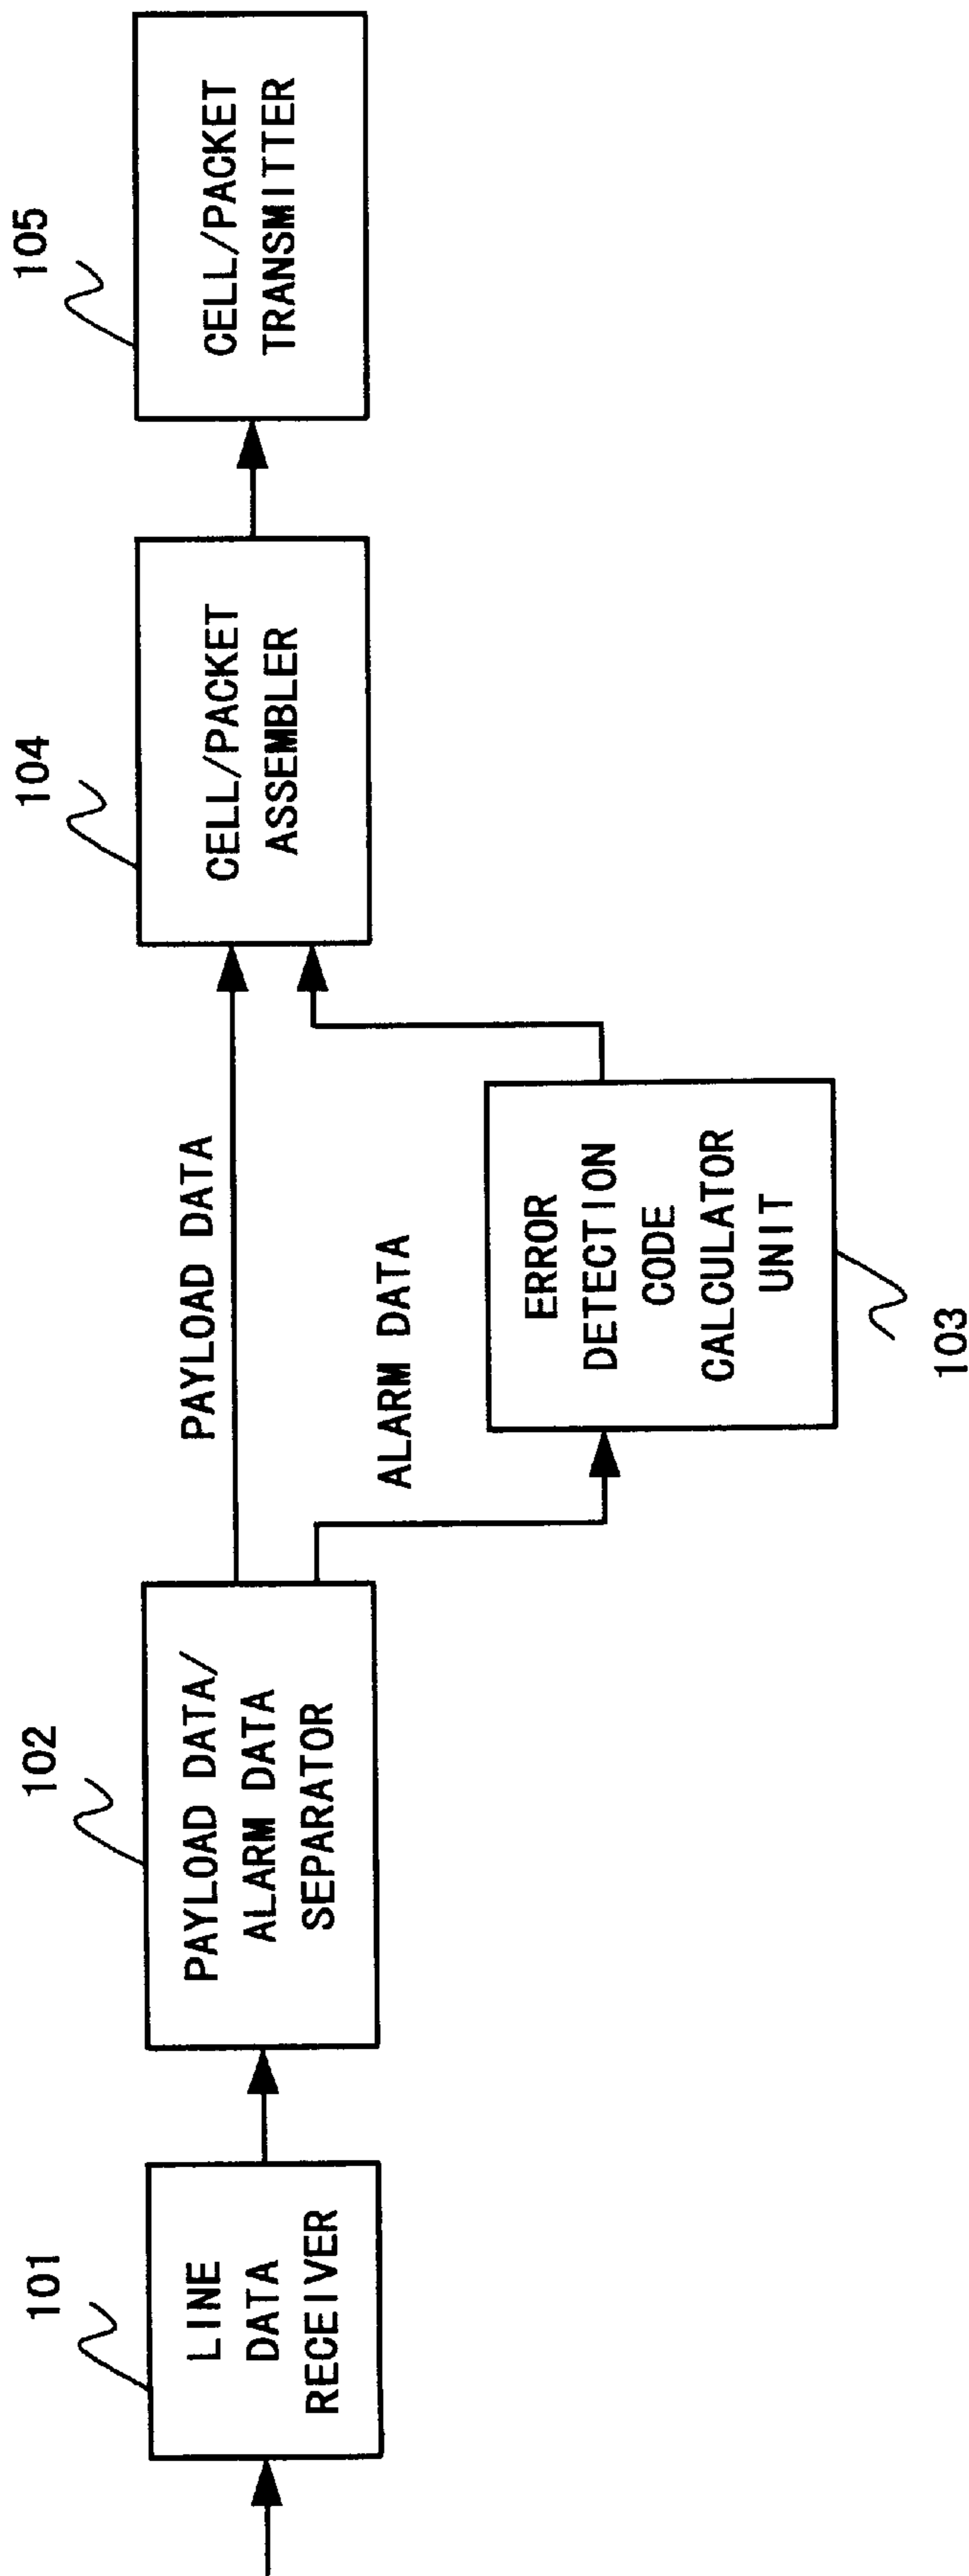 101
LINE
DATA
RECEIVER
102
PAYLOAD DATA/
ALARM DATA
SEPARATOR
PAYLOAD DATA
ALARM DATA
ERROR
DETECTION
CODE
CALCULATOR
UNIT
103
104
CELL/PACKET
ASSEMBLER
105
CELL/PACKET
TRANSMITTER